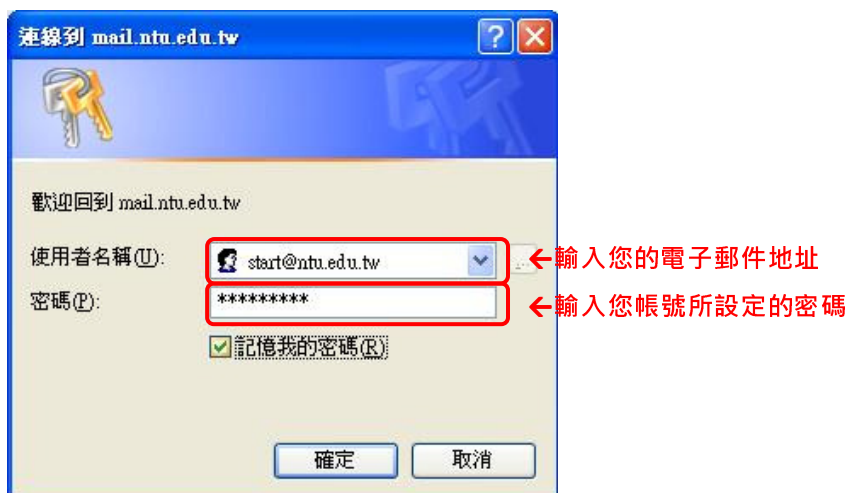 連線到 mail.ntu.edu.tw
歡迎回到 mail.ntu.edu.tw
使用者名稱(U): start@ntu.edu.tw ... ←輸入您的電子郵件地址
密碼(P): ********* ←輸入您帳號所設定的密碼
記憶我的密碼(R)
確定 取消